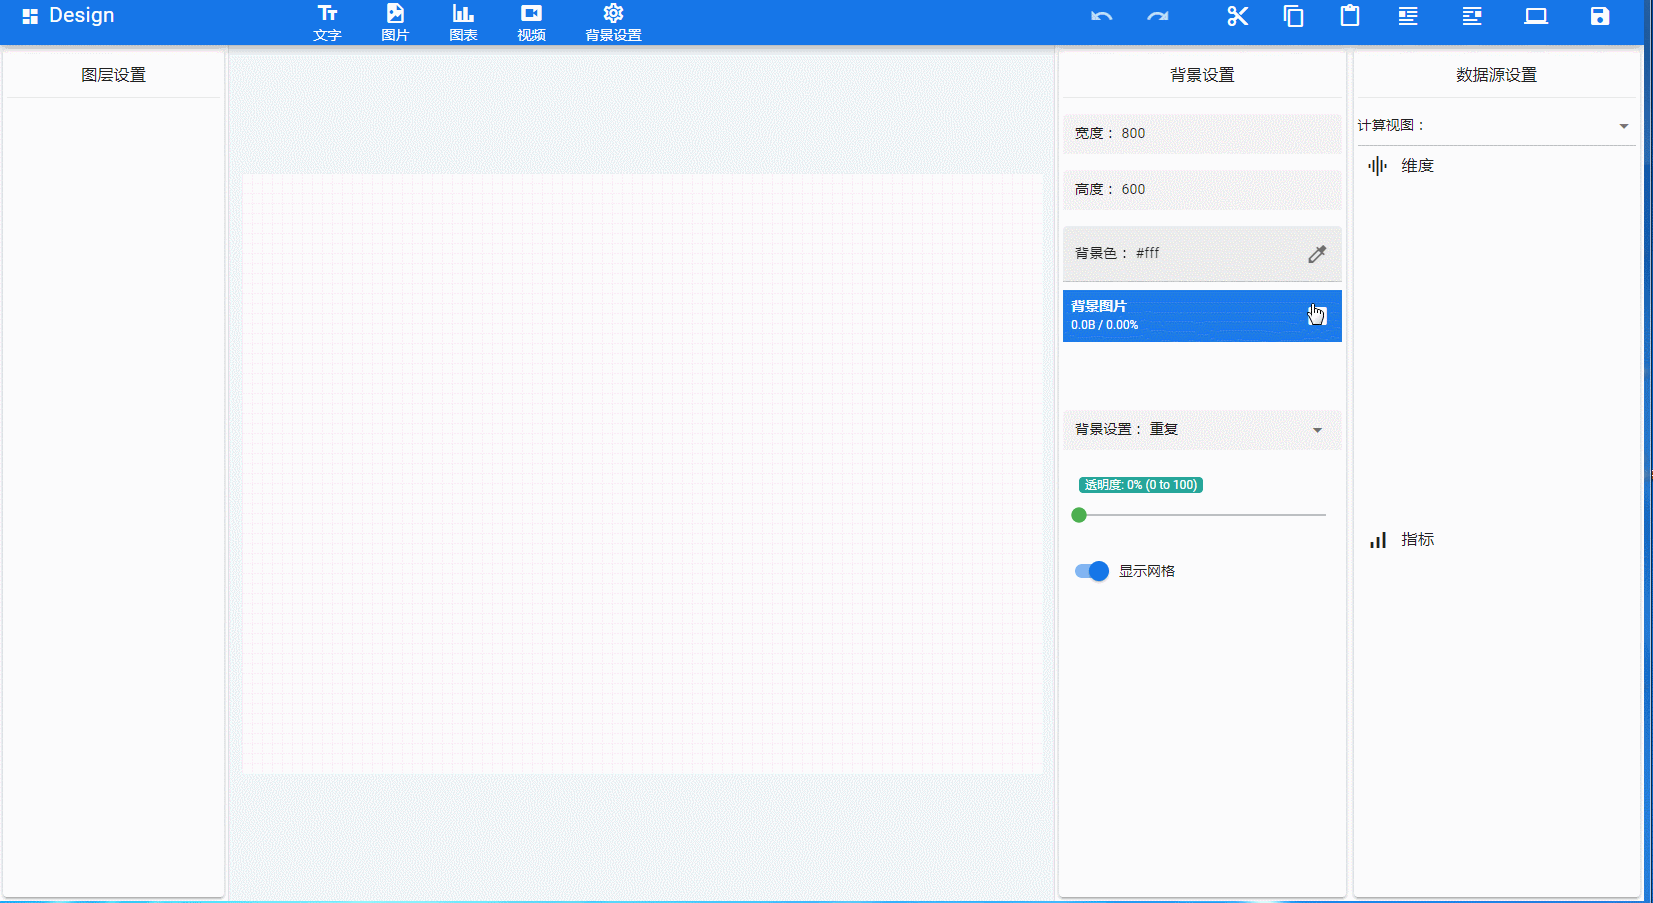 Design
文字
图片
图表
视频
背景设置
图层设置
背景设置
宽度： 800
高度： 600
背景色： #fff
背景图片
0.0B / 0.00%
背景设置： 重复
透明度: 0% (0 to 100)
显示网格
数据源设置
计算视图：
维度
指标